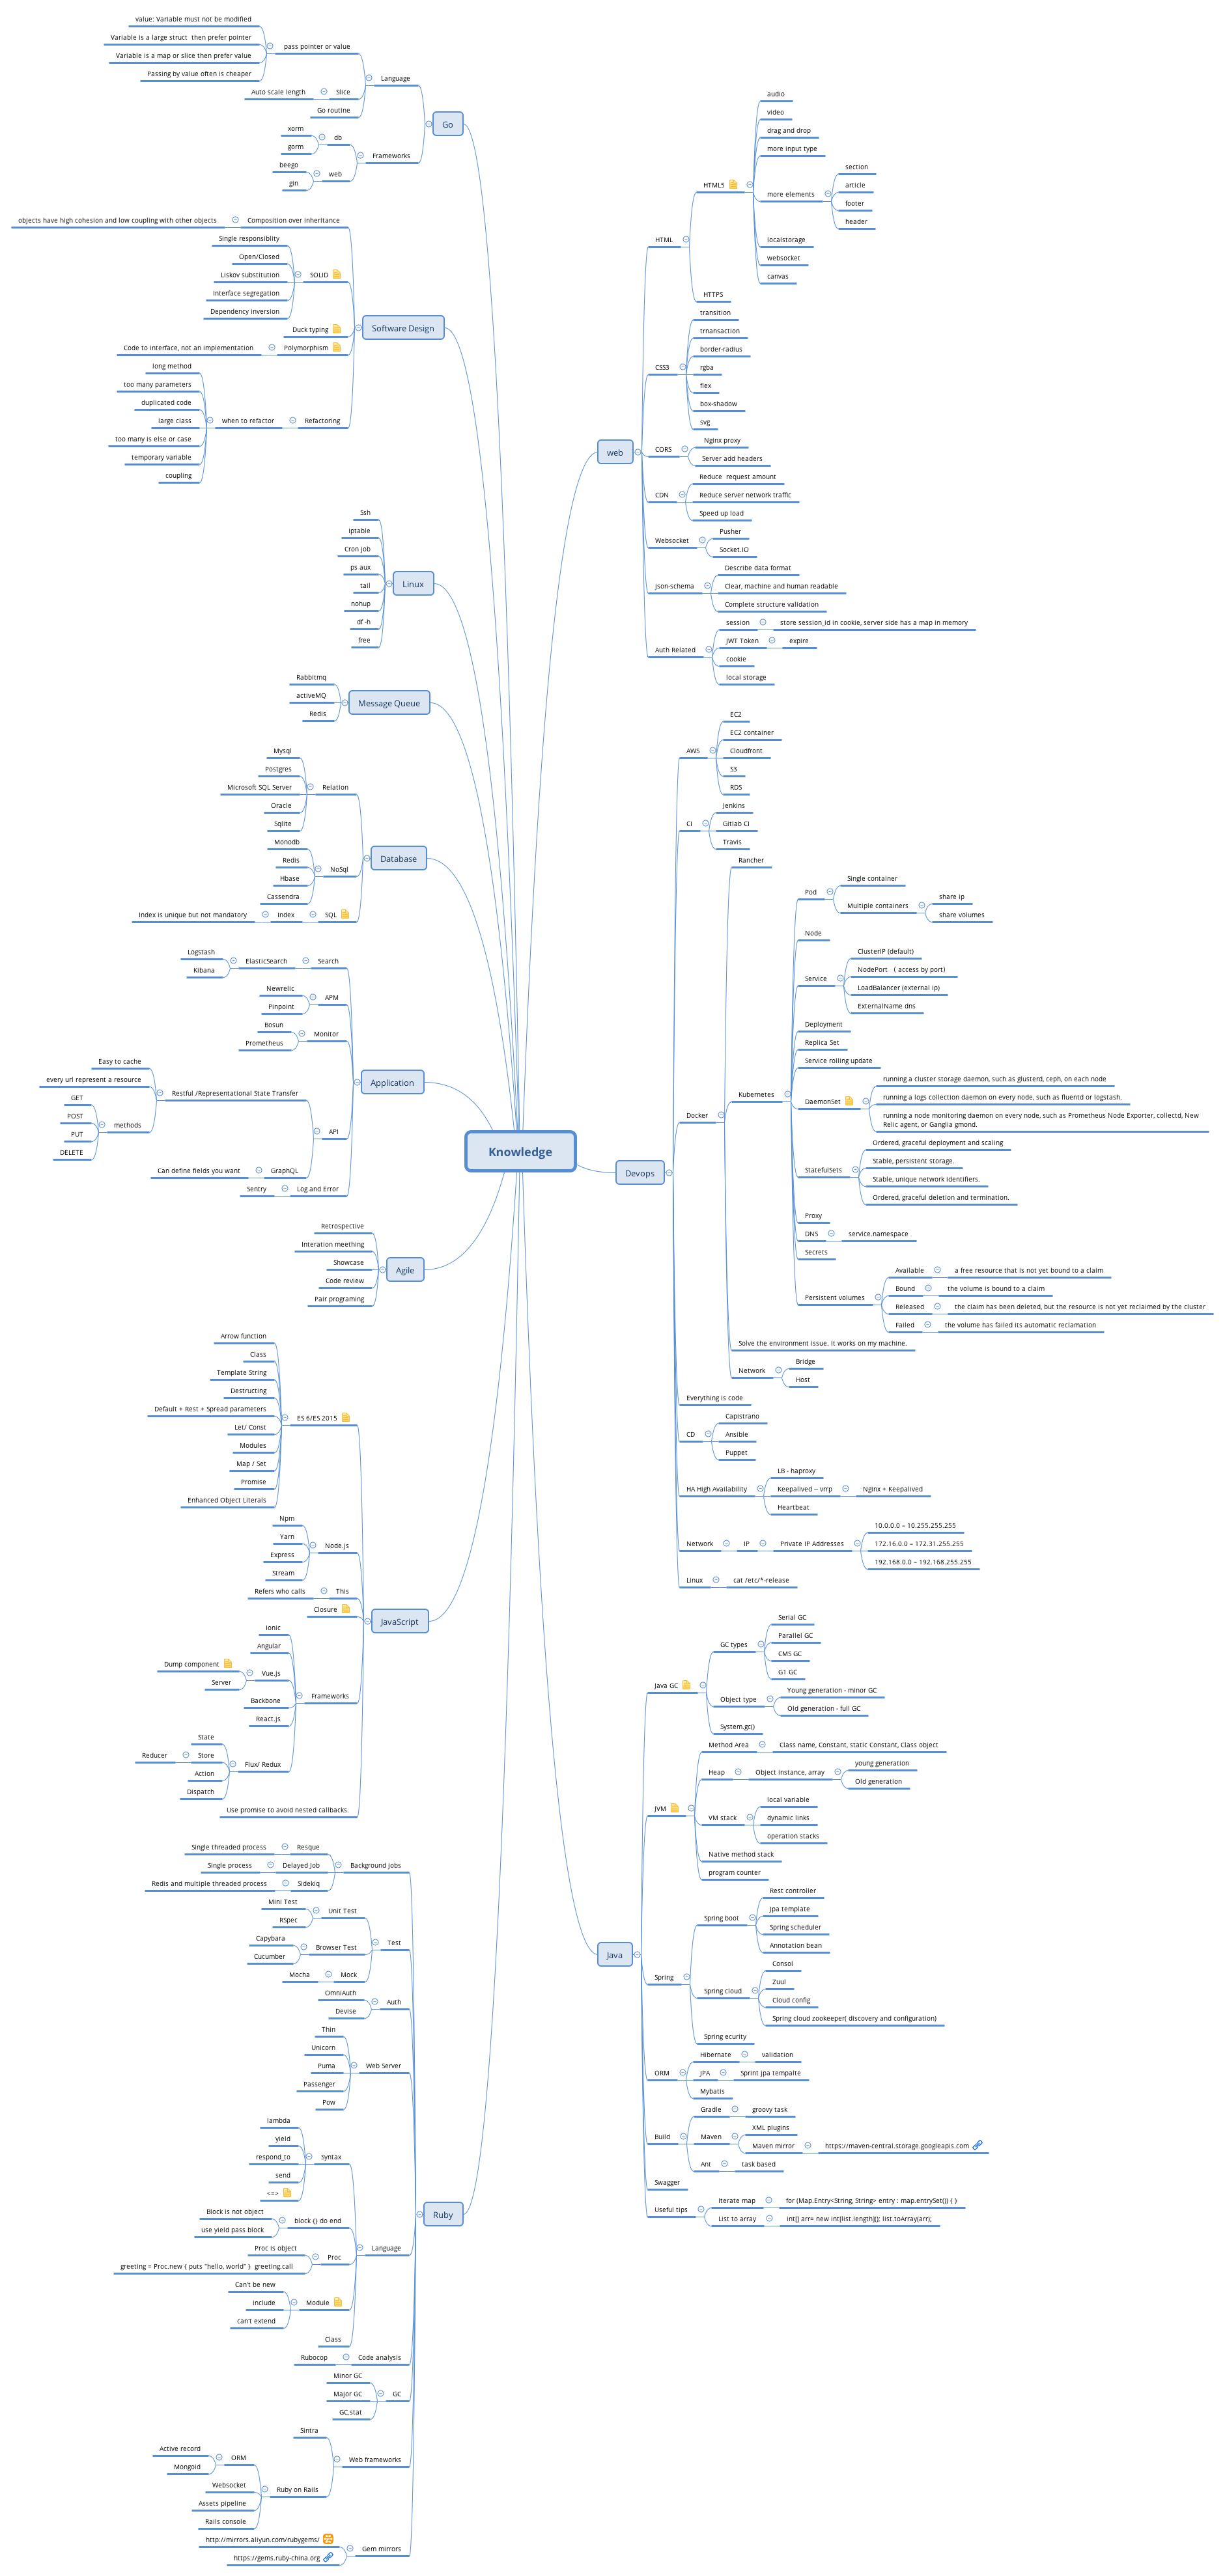 Knowledge
Go
Language
pass pointer or value
value: Variable must not be modified
Variable is a large struct  then prefer pointer
Variable is a map or slice then prefer value
Passing by value often is cheaper
Slice
Auto scale length
Go routine
Frameworks
db
xorm
gorm
web
beego
gin
Software Design
Composition over inheritance
objects have high cohesion and low coupling with other objects
SOLID
Single responsiblity
Open/Closed
Liskov substitution
Interface segregation
Dependency inversion
Duck typing
Polymorphism
Code to interface, not an implementation
Refactoring
when to refactor
long method
too many parameters
duplicated code
large class
too many is else or case
temporary variable
coupling
Linux
Ssh
Iptable
Cron job
ps aux
tail
nohup
df -h
free
Message Queue
Rabbitmq
activeMQ
Redis
Database
Relation
Mysql
Postgres
Microsoft SQL Server
Oracle
Sqlite
NoSql
Monodb
Redis
Hbase
Cassendra
SQL
Index
Index is unique but not mandatory
Application
Search
ElasticSearch
Logstash
Kibana
APM
Newrelic
Pinpoint
Monitor
Bosun
Prometheus
API
Restful /Representational State Transfer
Easy to cache
every url represent a resource
methods
GET
POST
PUT
DELETE
GraphQL
Can define fields you want
Log and Error
Sentry
Agile
Retrospective
Interation meething
Showcase
Code review
Pair programing
JavaScript
ES 6/ES 2015
Arrow function
Class
Template String
Destructing
Default + Rest + Spread parameters
Let/ Const
Modules
Map / Set
Promise
Enhanced Object Literals
Node.js
Npm
Yarn
Express
Stream
This
Refers who calls
Closure
Frameworks
Ionic
Angular
Vue.js
Dump component
Server
Backbone
React.js
Flux/ Redux
State
Store
Reducer
Action
Dispatch
Use promise to avoid nested callbacks.
Ruby
Background jobs
Resque
Single threaded process
Delayed Job
Single process
Sidekiq
Redis and multiple threaded process
Test
Unit Test
Mini Test
RSpec
Browser Test
Capybara
Cucumber
Mock
Mocha
Auth
OmniAuth
Devise
Web Server
Thin
Unicorn
Puma
Passenger
Pow
Language
Syntax
lambda
yield
respond_to
send
<=>
block {} do end
Block is not object
use yield pass block
Proc
Proc is object
greeting = Proc.new { puts "hello, world" }  greeting.call
Module
Can't be new
include
can't extend
Class
Code analysis
Rubocop
GC
Minor GC
Major GC
GC.stat
Web frameworks
Sintra
Ruby on Rails
ORM
Active record
Mongoid
Websocket
Assets pipeline
Rails console
Gem mirrors
http://mirrors.aliyun.com/rubygems/
https://gems.ruby-china.org
web
HTML
HTML5
audio
video
drag and drop
more input type
more elements
section
article
footer
header
localstorage
websocket
canvas
HTTPS
CSS3
transition
trnansaction
border-radius
rgba
flex
box-shadow
svg
CORS
Nginx proxy
Server add headers
CDN
Reduce  request amount
Reduce server network traffic
Speed up load
Websocket
Pusher
Socket.IO
Json-schema
Describe data format
Clear, machine and human readable
Complete structure validation
Auth Related
session
store session_id in cookie, server side has a map in memory
JWT Token
expire
cookie
local storage
Devops
AWS
EC2
EC2 container
Cloudfront
S3
RDS
CI
Jenkins
Gitlab CI
Travis
Docker
Rancher
Kubernetes
Pod
Single container
Multiple containers
share ip
share volumes
Node
Service
ClusterIP (default)
NodePort   ( access by port)
LoadBalancer (external ip)
ExternalName dns
Deployment
Replica Set
Service rolling update
DaemonSet
running a cluster storage daemon, such as glusterd, ceph, on each node
running a logs collection daemon on every node, such as fluentd or logstash.
running a node monitoring daemon on every node, such as Prometheus Node Exporter, collectd, New
Relic agent, or Ganglia gmond.
StatefulSets
Ordered, graceful deployment and scaling
Stable, persistent storage.
Stable, unique network identifiers.
Ordered, graceful deletion and termination.
Proxy
DNS
service.namespace
Secrets
Persistent volumes
Available
a free resource that is not yet bound to a claim
Bound
the volume is bound to a claim
Released
the claim has been deleted, but the resource is not yet reclaimed by the cluster
Failed
the volume has failed its automatic reclamation
Solve the environment issue. it works on my machine.
Network
Bridge
Host
Everything is code
CD
Capistrano
Ansible
Puppet
HA High Availability
LB - haproxy
Keepalived -- vrrp
Nginx + Keepalived
Heartbeat
Network
IP
Private IP Addresses
10.0.0.0 – 10.255.255.255
172.16.0.0 – 172.31.255.255
192.168.0.0 – 192.168.255.255
Linux
cat /etc/*-release
Java
Java GC
GC types
Serial GC
Parallel GC
CMS GC
G1 GC
Object type
Young generation - minor GC
Old generation - full GC
System.gc()
JVM
Method Area
Class name, Constant, static Constant, Class object
Heap
Object instance, array
young generation
Old generation
VM stack
local variable
dynamic links
operation stacks
Native method stack
program counter
Spring
Spring boot
Rest controller
Jpa template
Spring scheduler
Annotation bean
Spring cloud
Consol
Zuul
Cloud config
Spring cloud zookeeper( discovery and configuration)
Spring ecurity
ORM
Hibernate
validation
JPA
Sprint jpa tempalte
Mybatis
Build
Gradle
groovy task
Maven
XML plugins
Maven mirror
https://maven-central.storage.googleapis.com
Ant
task based
Swagger
Useful tips
Iterate map
for (Map.Entry<String, String> entry : map.entrySet()) { }
List to array
int[] arr= new int[list.length](); list.toArray(arr);